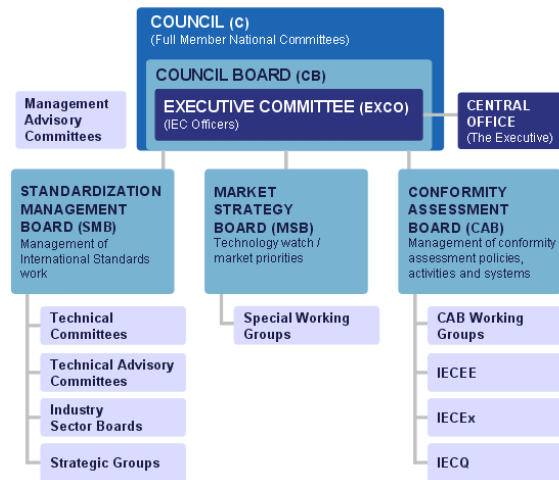 COUNCIL (C)
(Full Member National Committees)
COUNCIL BOARD (CB)
EXECUTIVE COMMITTEE (EXCO)
(IEC Officers)
Management
Advisory
Committees
CENTRAL
OFFICE
(The Executive)
STANDARDIZATION
MANAGEMENT
BOARD (SMB)
Management of
International Standards
work
MARKET
STRATEGY
BOARD (MSB)
Technology watch /
market priorities
CONFORMITY
ASSESSMENT
BOARD (CAB)
Management of conformity
assessment policies,
activities and systems
Technical
Committees
Technical Advisory
Committees
Industry
Sector Boards
Strategic Groups
Special Working
Groups
CAB Working
Groups
IECEE
IECEx
IECQ